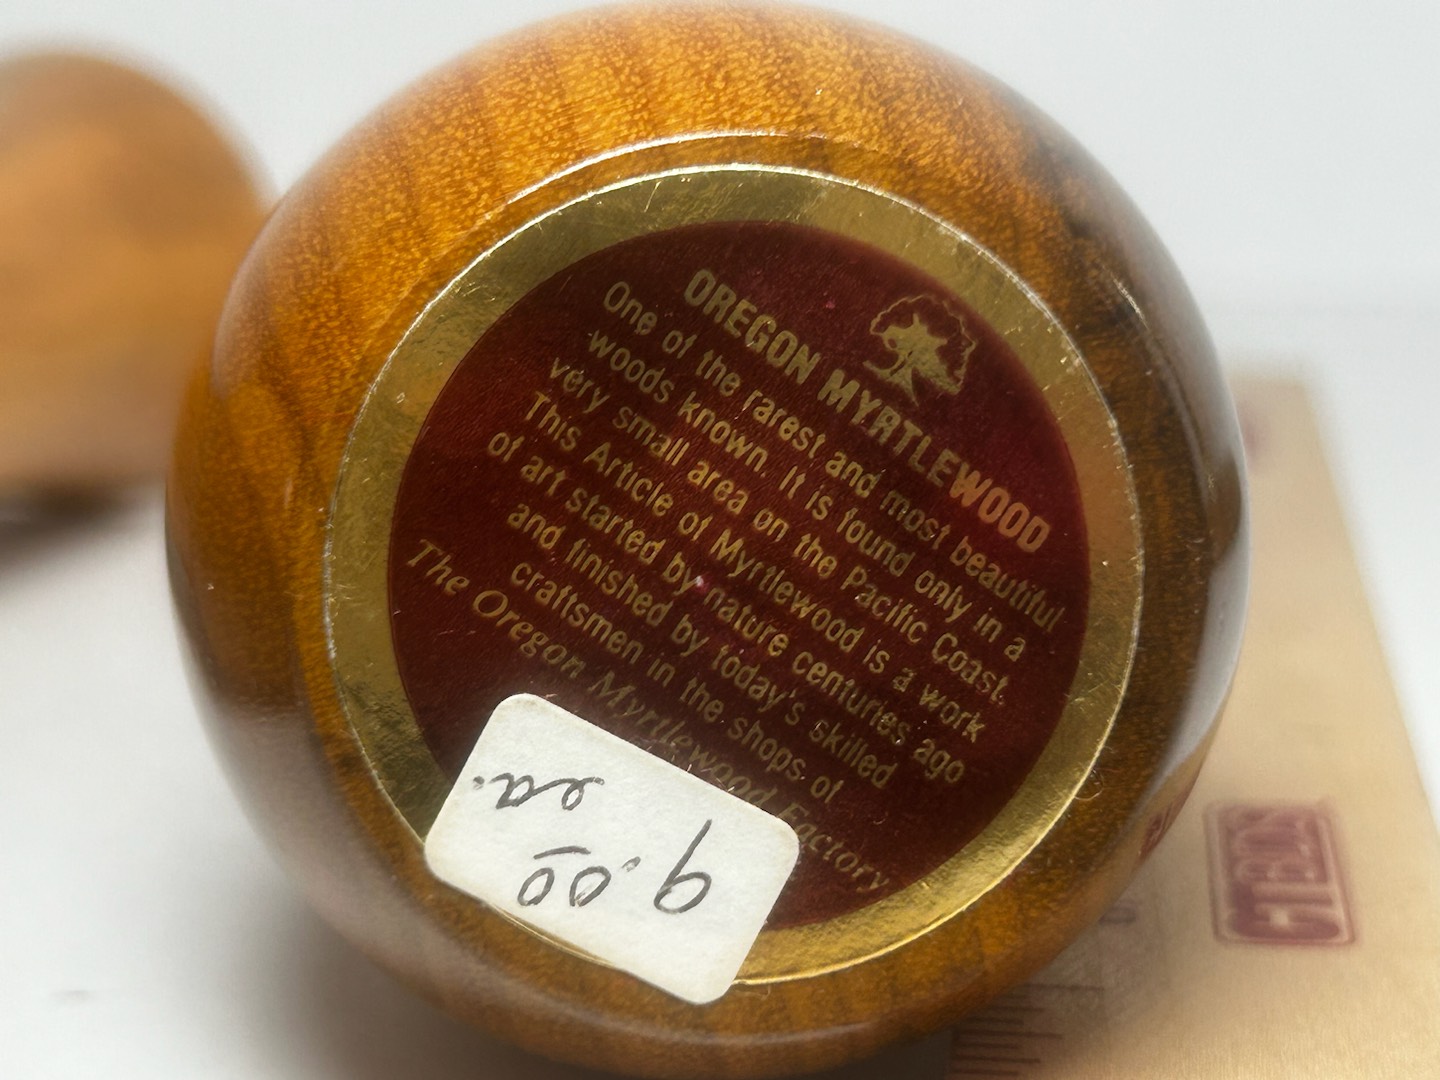 OREGON MYRTLEWOOD
One of the rarest and most beautiful
woods known. It is found only in a
very small area on the Pacific Coast.
This Article of Myrtlewood is a work
of art started by nature centuries ago
and finished by today's skilled
craftsmen in the shops of
The Oregon Myrtlewood Factory
9.00
ea.